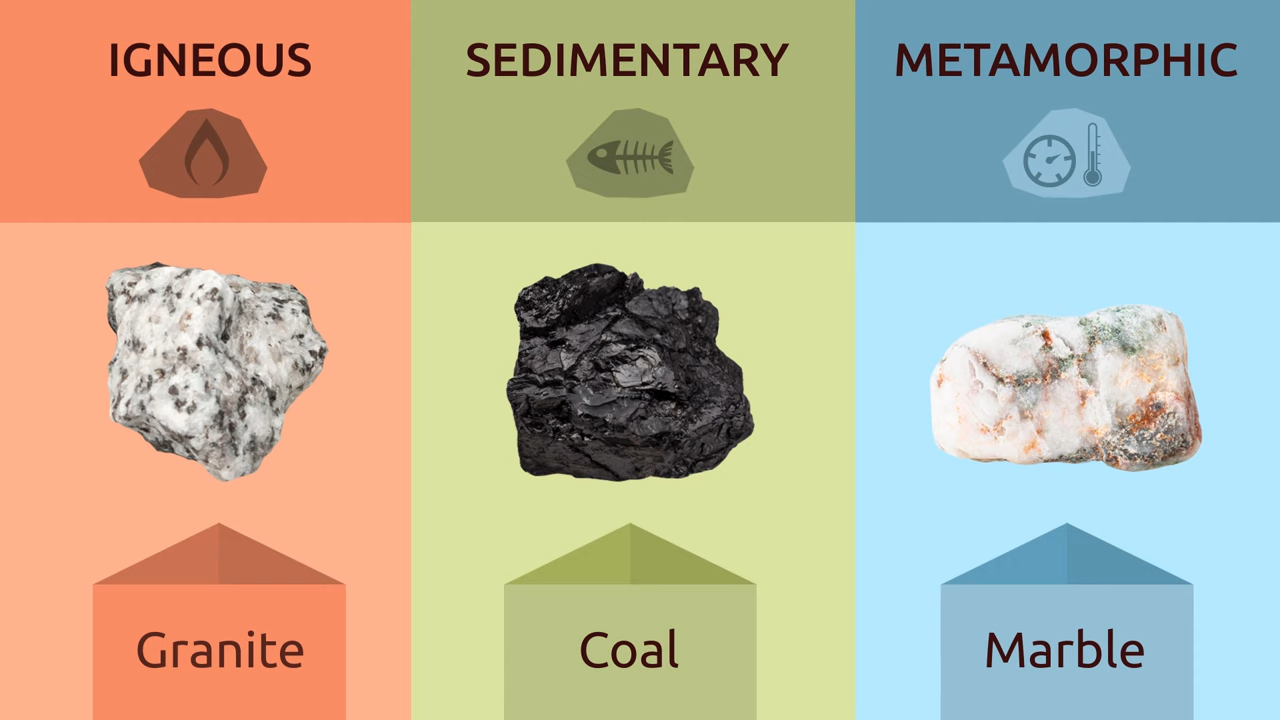 IGNEOUS
SEDIMENTARY
METAMORPHIC
Granite
Coal
Marble